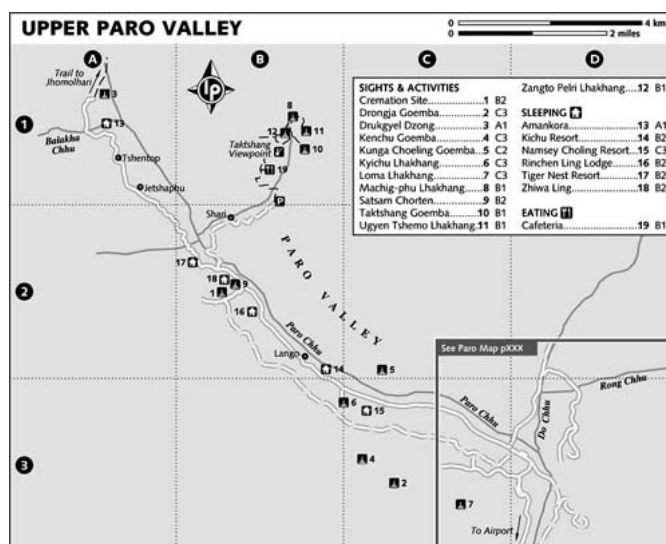 UPPER PARO VALLEY
0 4 km
0 2 miles
A
B
C
D
Trail to
Jhomolhari
3
13
Balakha
Chhu
Tshentop
Jetshaphu
lp
8
12
11
10
Taktshang
Viewpoint
19
P
Shari
SIGHTS & ACTIVITIES
Cremation Site..............1 B2
Drongja Goemba..........2 C3
Drukgyel Dzong...........3 A1
Kenchu Goemba...........4 C3
Kunga Choeling Goemba..5 C2
Kyichu Lhakhang..........6 C3
Loma Lhakhang............7 C3
Machig-phu Lhakhang...8 B1
Satsam Chorten............9 B2
Taktshang Goemba......10 B1
Ugyen Tshemo Lhakhang..11 B1
Zangto Pelri Lhakhang..12 B1
SLEEPING
Amankora...................13 A1
Kichu Resort................14 B2
Namsey Choling Resort..15 C3
Rinchen Ling Lodge......16 B2
Tiger Nest Resort..........17 B2
Zhiwa Ling...................18 B2
EATING
Cafeteria.....................19 B1
1
2
3
PARO VALLEY
17
18
9
1
16
Paro Chhu
Lango
14
5
6
15
Paro Chhu
4
2
7
See Paro Map pXXX
Rong Chhu
Do Chhu
To Airport